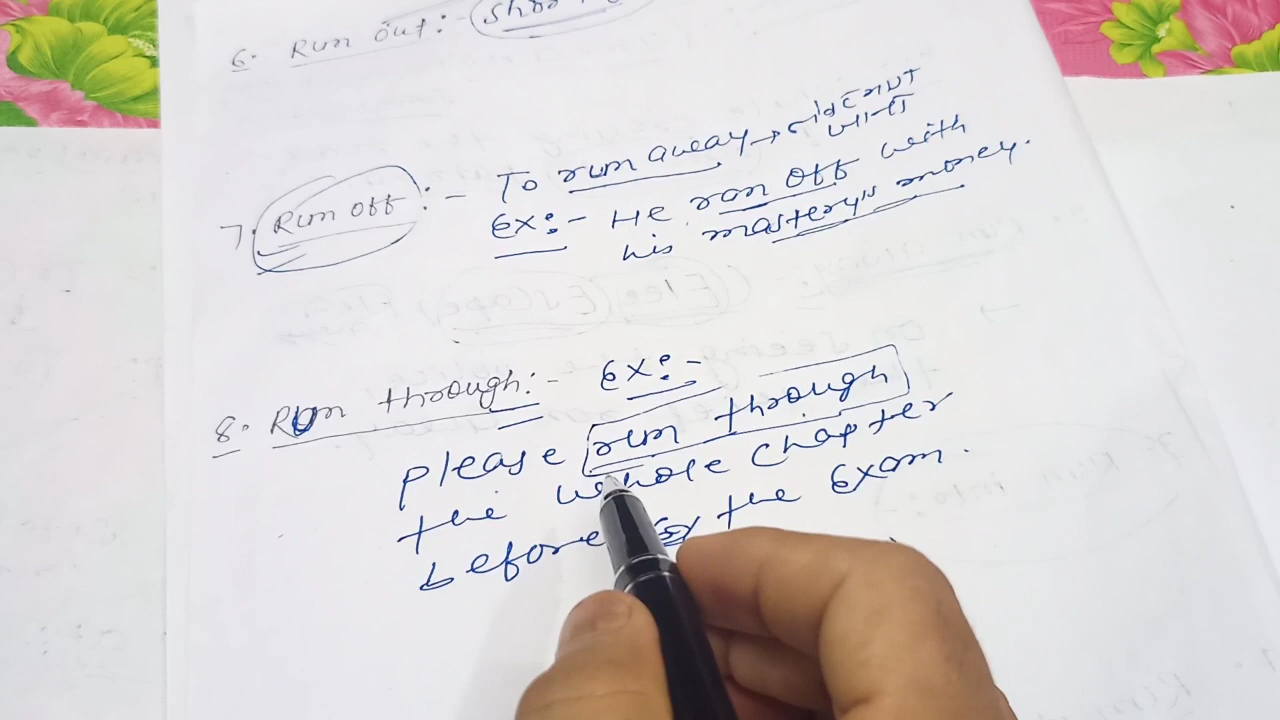 6. Run out:-
7. Run off :- To run away →
Ex:- He ran off with
his mastery's money.
8. Run through:- Ex:-
please run through
the whole chapter
before the Exam.